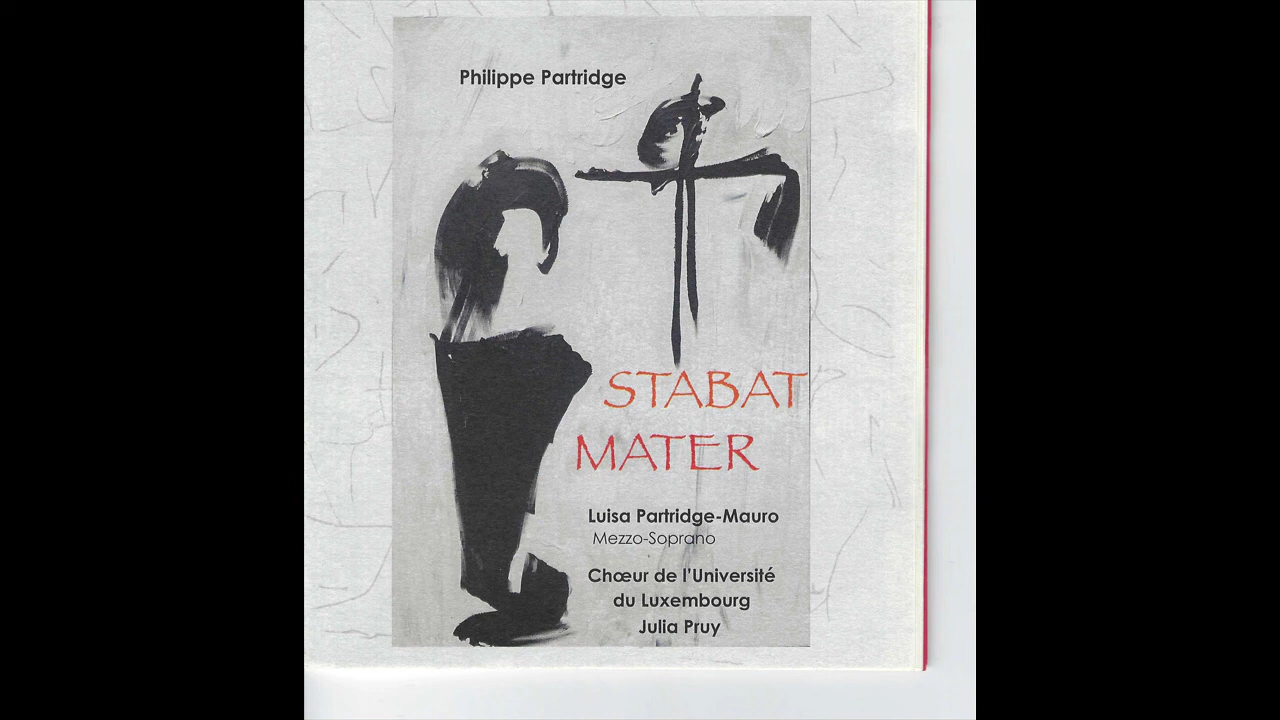 Philippe Partridge
STABAT
MATER
Luisa Partridge-Mauro
Mezzo-Soprano
Chœur de l'Université
du Luxembourg
Julia Pruy